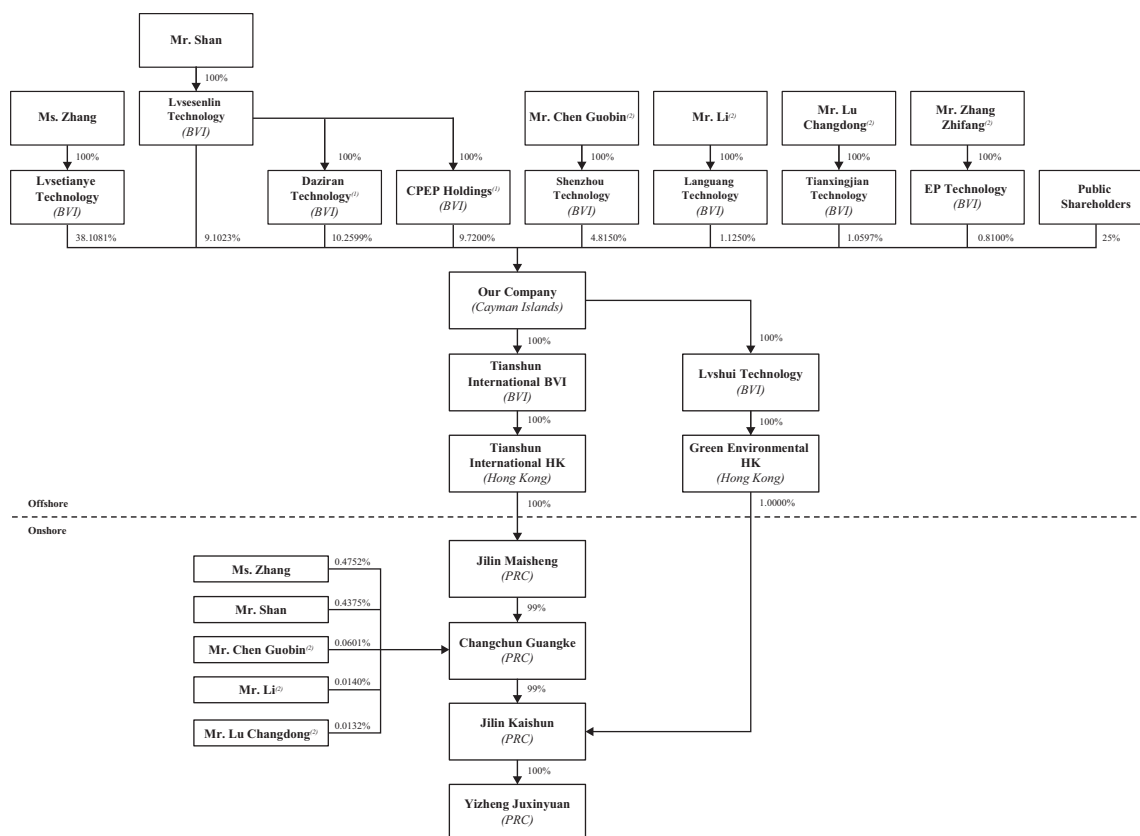 Mr. Shan
100%
Ms. Zhang
Lvsesenlin
Technology
(BVI)
Mr. Chen Guobin(2)
Mr. Li(2)
Mr. Lu
Changdong(2)
Mr. Zhang
Zhifang(2)
100%
100%
100%
100%
100%
100%
100%
Lvsetianye
Technology
(BVI)
Daziran
Technology(1)
(BVI)
CPEP Holdings(1)
(BVI)
Shenzhou
Technology
(BVI)
Languang
Technology
(BVI)
Tianxingjian
Technology
(BVI)
EP Technology
(BVI)
Public
Shareholders
38.1081%
9.1023%
10.2599%
9.7200%
4.8150%
1.1250%
1.0597%
0.8100%
25%
Our Company
(Cayman Islands)
100%
100%
Tianshun
International BVI
(BVI)
Lvshui Technology
(BVI)
100%
100%
Tianshun
International HK
(Hong Kong)
Green Environmental
HK
(Hong Kong)
Offshore
100%
1.0000%
Onshore
Jilin Maisheng
(PRC)
Ms. Zhang
0.4752%
Mr. Shan
0.4375%
99%
Mr. Chen Guobin(2)
0.0601%
Changchun Guangke
(PRC)
Mr. Li(2)
0.0140%
99%
Mr. Lu Changdong(2)
0.0132%
Jilin Kaishun
(PRC)
100%
Yizheng Juxinyuan
(PRC)